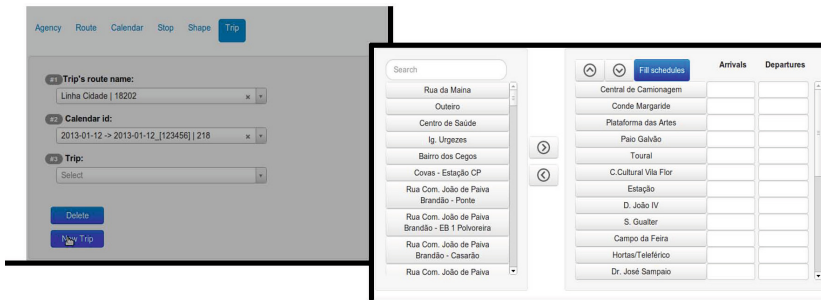 Agency Route Calendar Stop Shape Trip
#1 Trip's route name:
Linha Cidade | 18202
#2 Calendar id:
2013-01-12 -> 2013-01-12_[123456] | 218
#3 Trip:
Select
Delete
New Trip
Search
Rua da Maina
Outeiro
Centro de Saúde
Ig. Urgezes
Bairro dos Cegos
Covas - Estação CP
Rua Com. João de Paiva
Brandão - Ponte
Rua Com. João de Paiva
Brandão - EB 1 Polvoreira
Rua Com. João de Paiva
Brandão - Casarão
Rua Com. João de Paiva
Fill schedules
Arrivals Departures
Central de Camionagem
Conde Margaride
Plataforma das Artes
Paio Galvão
Toural
C.Cultural Vila Flor
Estação
D. João IV
S. Gualter
Campo da Feira
Hortas/Teleférico
Dr. José Sampaio